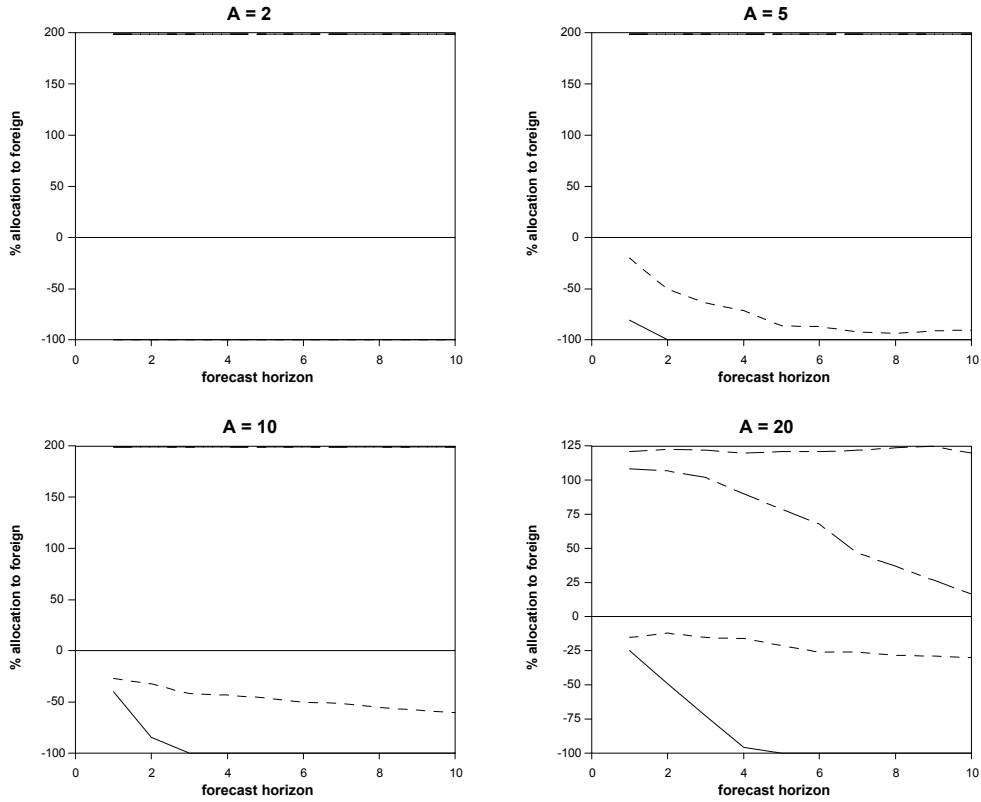 A = 2
% allocation to foreign
200
150
100
50
0
-50
-100
0 2 4 6 8 10
forecast horizon
A = 5
% allocation to foreign
200
150
100
50
0
-50
-100
0 2 4 6 8 10
forecast horizon
A = 10
% allocation to foreign
200
150
100
50
0
-50
-100
0 2 4 6 8 10
forecast horizon
A = 20
% allocation to foreign
125
100
75
50
25
0
-25
-50
-75
-100
0 2 4 6 8 10
forecast horizon